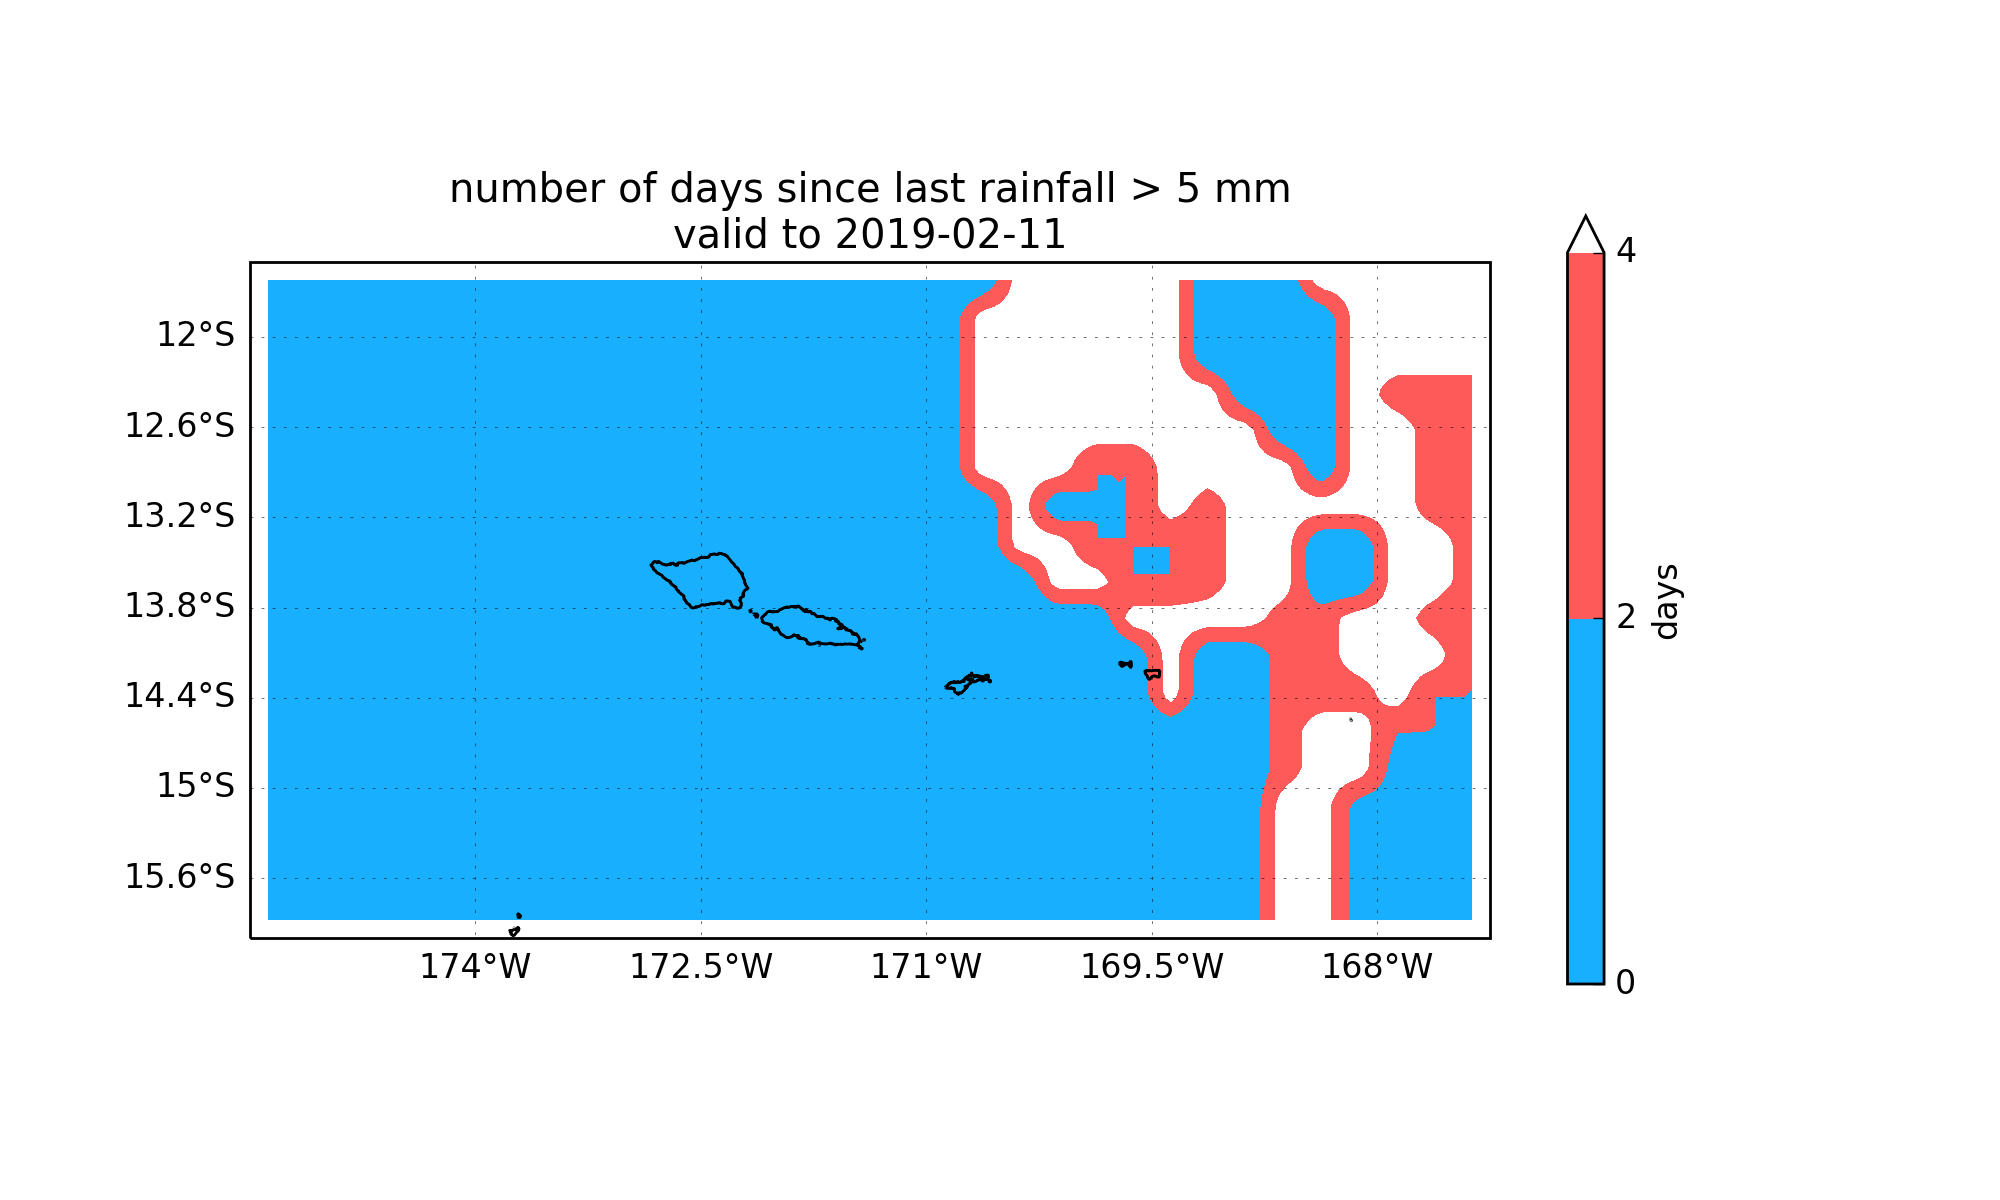 number of days since last rainfall > 5 mm
valid to 2019-02-11
12°S
12.6°S
13.2°S
13.8°S
14.4°S
15°S
15.6°S
174°W
172.5°W
171°W
169.5°W
168°W
4
2
0
days